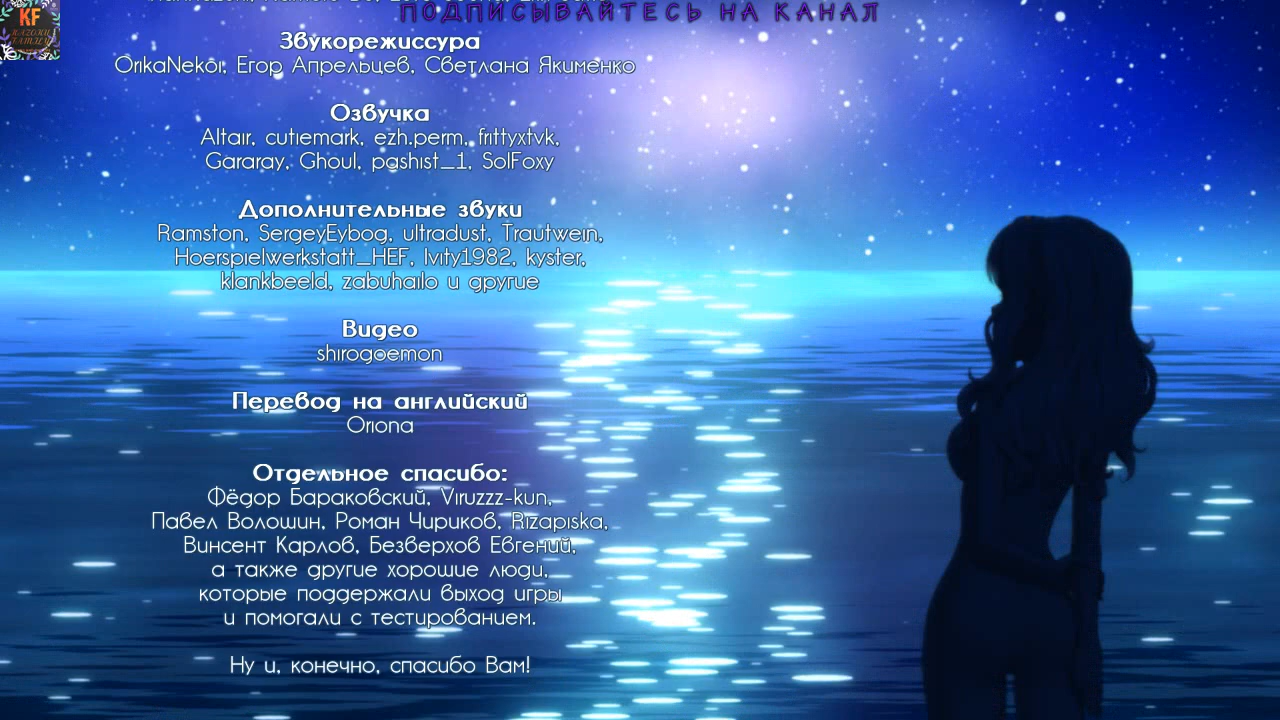 KF
ПОДПИСЫВАЙТЕСЬ НА КАНАЛ
Звукорежиссура
OrikaNekoi, Егор Апрельцев, Светлана Якименко
Озвучка
Altair, cutiemark, ezh.perm, frittyxtvk,
Gararay, Ghoul, pgshist_1, SolFoxy
Дополнительные звуки
Ramston, SergeyEybog, ultradust, Trautwein,
Hoerspielwerkstatt_HEF, lvity1982, kyster,
klankbeeld, zabuhailo и другие
Видео
shirogoemon
Перевод на английский
Oriona
Отдельное спасибо:
Фёдор Бараковский, Viruzzz-kun,
Павел Волошин, Роман Чириков, Rizapiska,
Винсент Карлов, Безверхов Евгений,
а также другие хорошие люди,
которые поддержали выход игры
и помогали с тестированием.
Ну и, конечно, спасибо Вам!